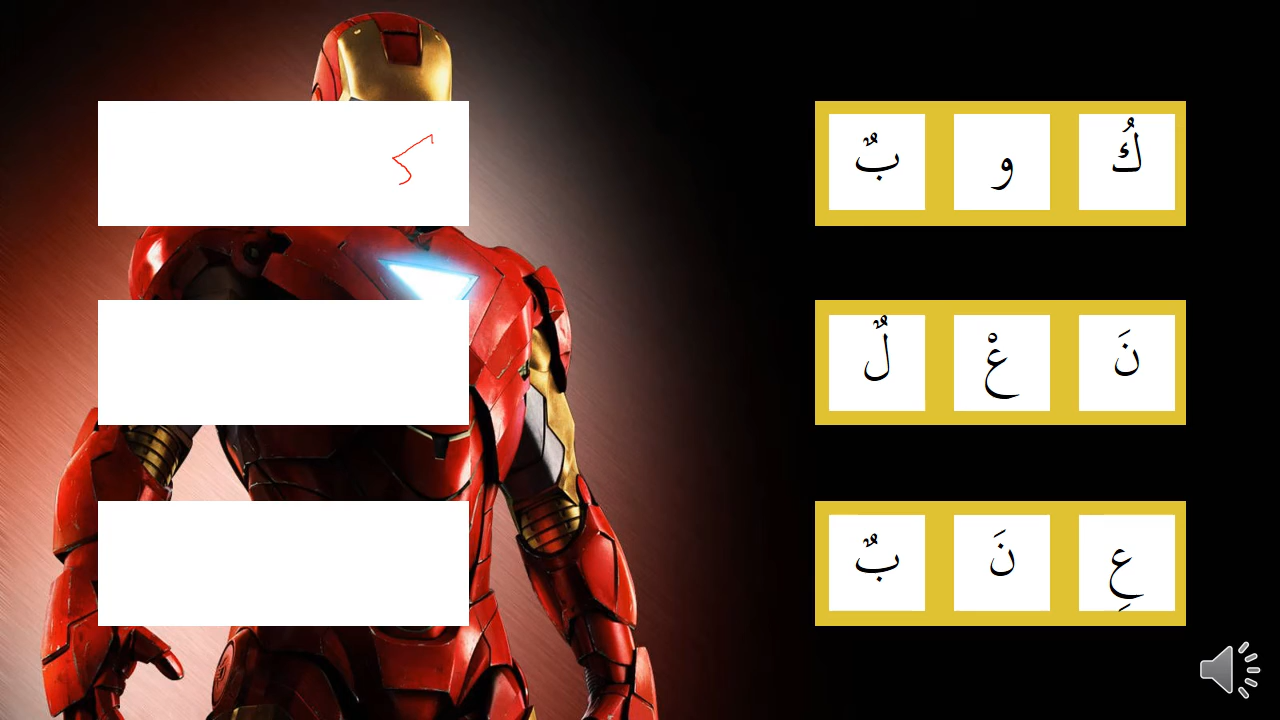 كُ و بٌ
نَ عْ لٌ
عِ نَ بٌ